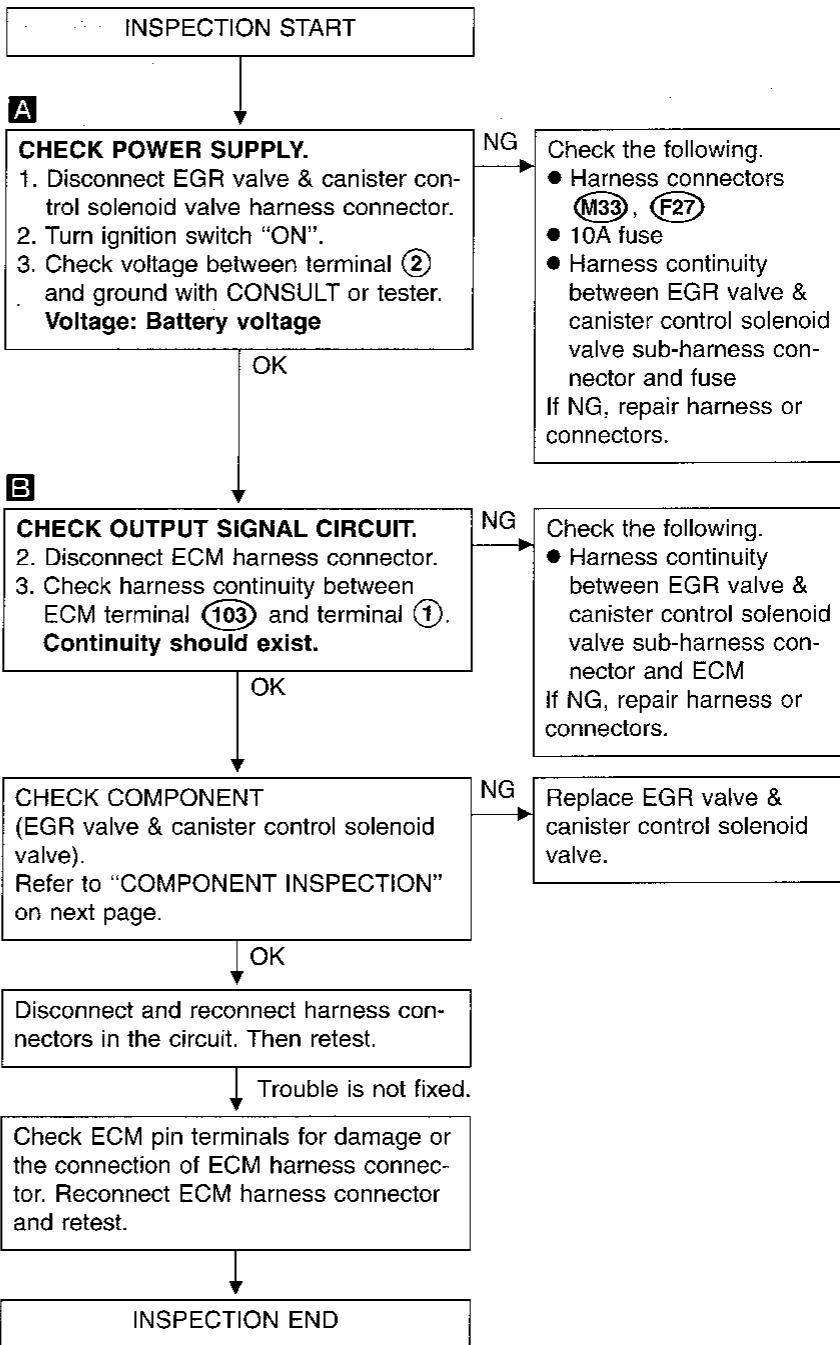 INSPECTION START
A
CHECK POWER SUPPLY.
1. Disconnect EGR valve & canister con-
trol solenoid valve harness connector.
2. Turn ignition switch “ON”.
3. Check voltage between terminal ②
and ground with CONSULT or tester.
Voltage: Battery voltage
NG
Check the following.
● Harness connectors
M33, F27
● 10A fuse
● Harness continuity
between EGR valve &
canister control solenoid
valve sub-harness con-
nector and fuse
If NG, repair harness or
connectors.
OK
B
CHECK OUTPUT SIGNAL CIRCUIT.
2. Disconnect ECM harness connector.
3. Check harness continuity between
ECM terminal 103 and terminal ①.
Continuity should exist.
NG
Check the following.
● Harness continuity
between EGR valve &
canister control solenoid
valve sub-harness con-
nector and ECM
If NG, repair harness or
connectors.
OK
CHECK COMPONENT
(EGR valve & canister control solenoid
valve).
Refer to “COMPONENT INSPECTION”
on next page.
NG
Replace EGR valve &
canister control solenoid
valve.
OK
Disconnect and reconnect harness con-
nectors in the circuit. Then retest.
Trouble is not fixed.
Check ECM pin terminals for damage or
the connection of ECM harness connec-
tor. Reconnect ECM harness connector
and retest.
INSPECTION END